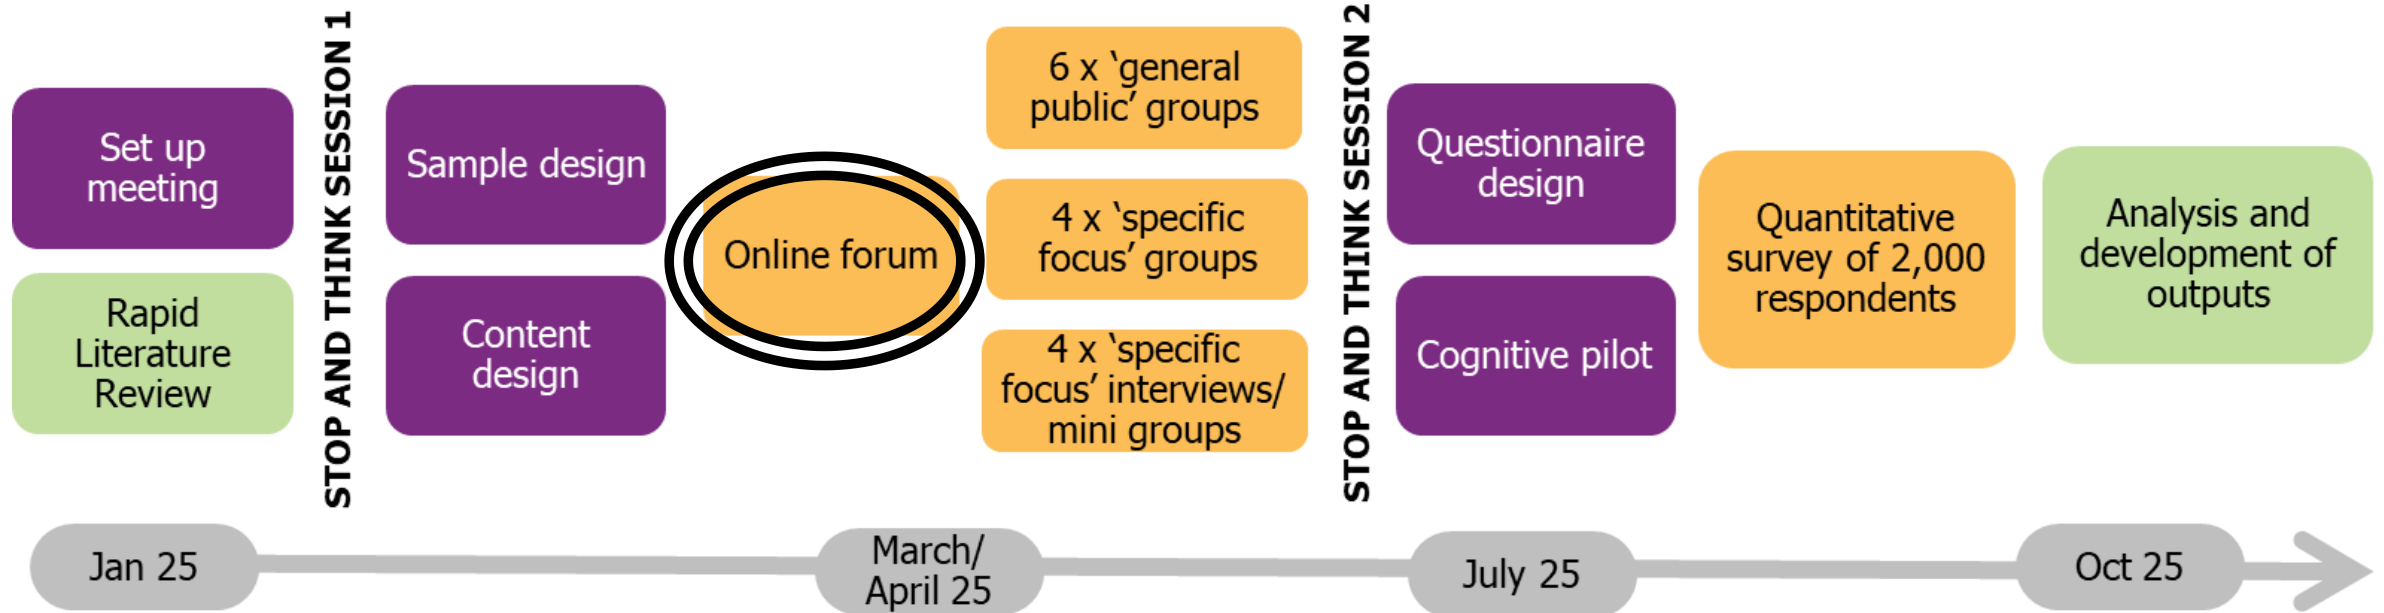 Set up
meeting
Rapid
Literature
Review
STOP AND THINK SESSION 1
Sample design
Content
design
Online forum
6 x ‘general
public’ groups
4 x ‘specific
focus’ groups
4 x ‘specific
focus’ interviews/
mini groups
STOP AND THINK SESSION 2
Questionnaire
design
Cognitive pilot
Quantitative
survey of 2,000
respondents
Analysis and
development of
outputs
Jan 25
March/
April 25
July 25
Oct 25